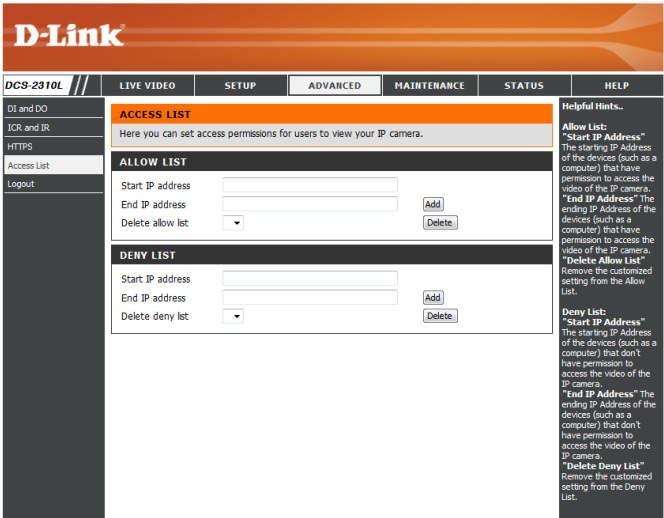 D-Link
DCS-2310L
LIVE VIDEO
SETUP
ADVANCED
MAINTENANCE
STATUS
HELP
DI and DO
ICR and IR
HTTPS
Access List
Logout
ACCESS LIST
Here you can set access permissions for users to view your IP camera.
ALLOW LIST
Start IP address
End IP address
Add
Delete allow list
Delete
DENY LIST
Start IP address
End IP address
Add
Delete deny list
Delete
Helpful Hints..
Allow List:
"Start IP Address"
The starting IP Address
of the devices (such as a
computer) that have
permission to access the
video of the IP camera.
"End IP Address" The
ending IP Address of the
devices (such as a
computer) that have
permission to access the
video of the IP camera.
"Delete Allow List"
Remove the customized
setting from the Allow
List.
Deny List:
"Start IP Address"
The starting IP Address
of the devices (such as a
computer) that don't
have permission to
access the video of the
IP camera.
"End IP Address" The
ending IP Address of the
devices (such as a
computer) that don't
have permission to
access the video of the
IP camera.
"Delete Deny List"
Remove the customized
setting from the Deny
List.